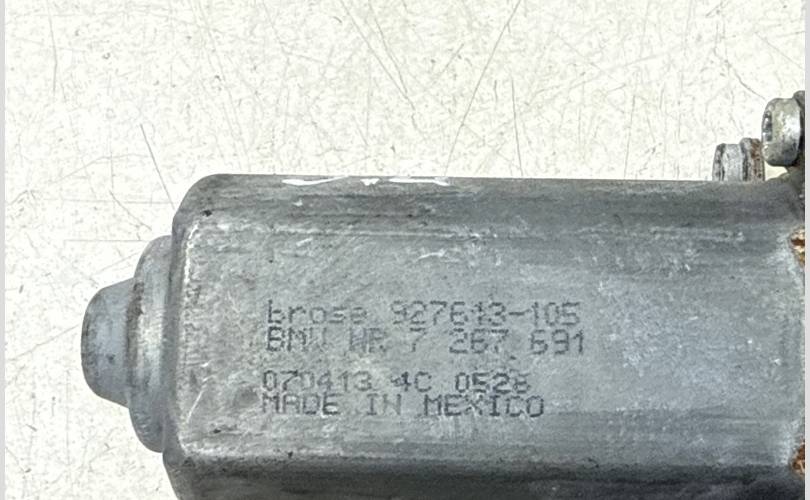 brose 927613-105
BMW NR 7 267 691
070413 4C 0528
MADE IN MEXICO